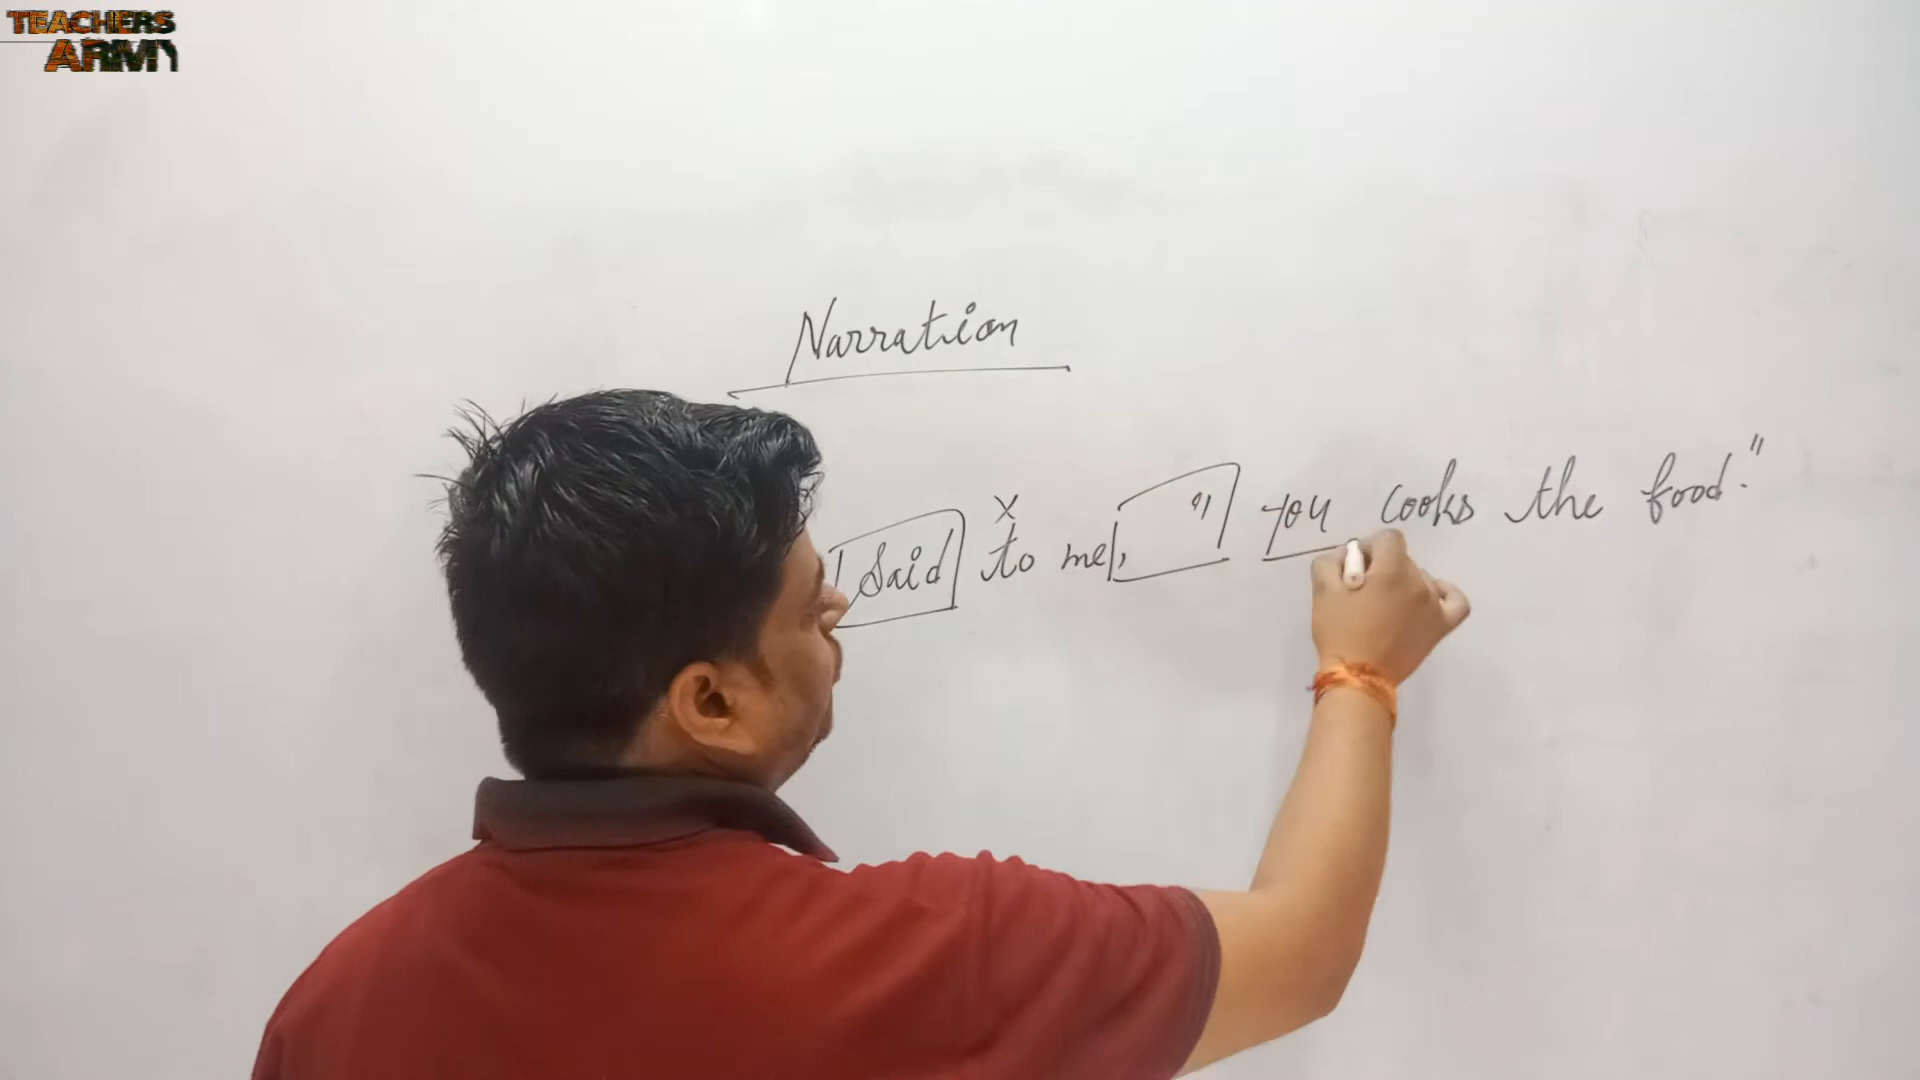 TEACHERS
ARMY
Narration
x
Said to me, " you cooks the food."